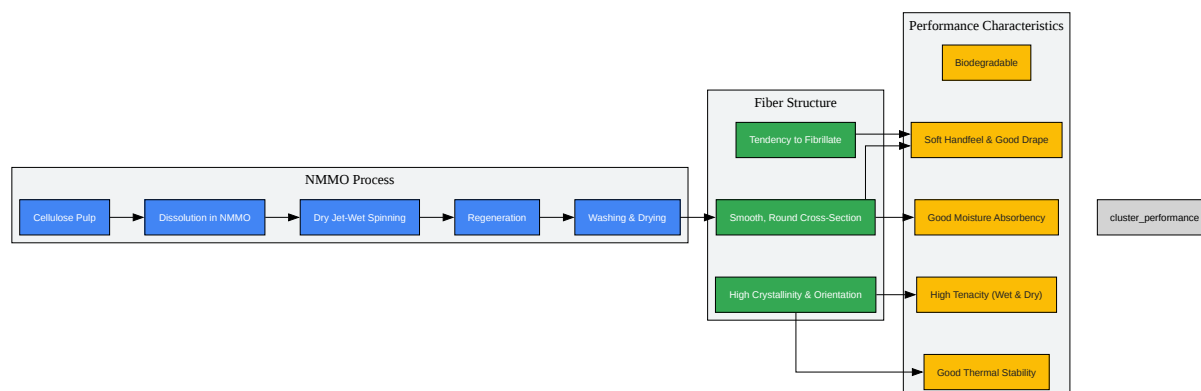 Performance Characteristics
Biodegradable
Fiber Structure
Tendency to Fibrillate
Soft Handfeel & Good Drape
NMMO Process
Cellulose Pulp
Dissolution in NMMO
Dry Jet-Wet Spinning
Regeneration
Washing & Drying
Smooth, Round Cross-Section
Good Moisture Absorbency
cluster_performance
High Crystallinity & Orientation
High Tenacity (Wet & Dry)
Good Thermal Stability